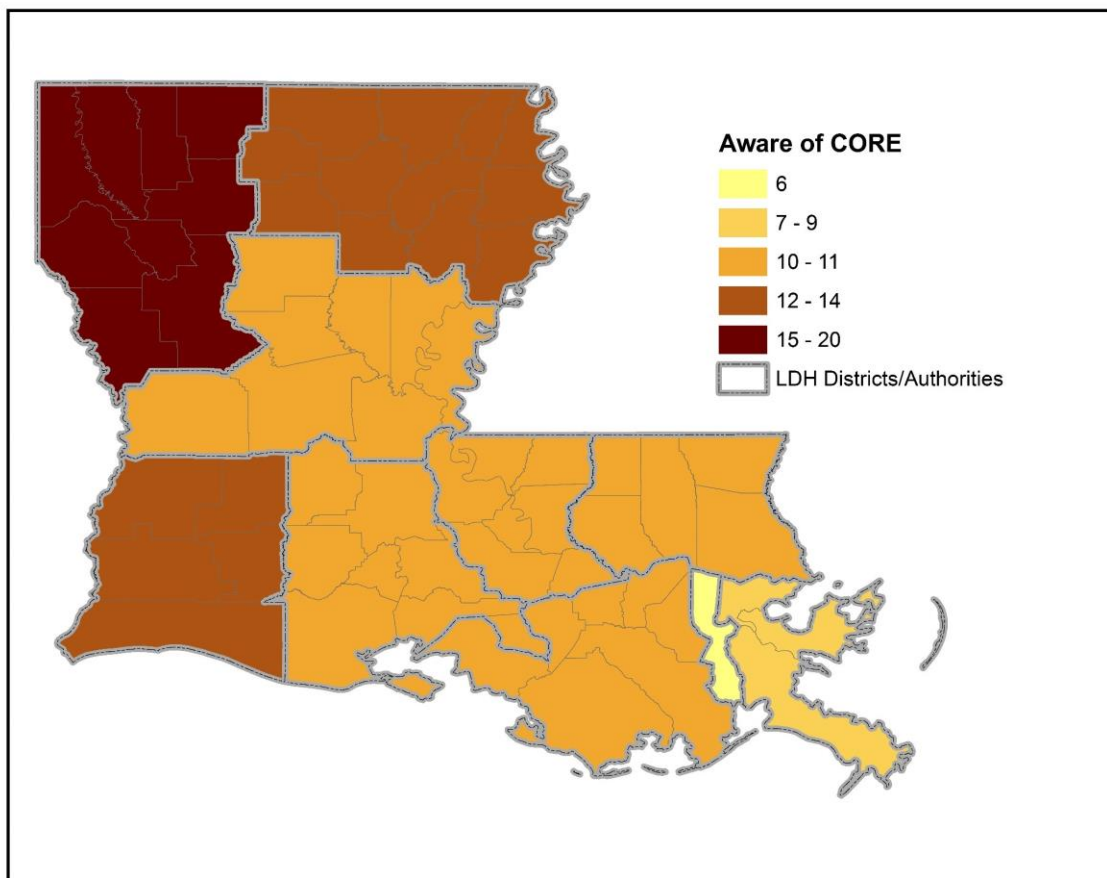 Aware of CORE
6
7 - 9
10 - 11
12 - 14
15 - 20
LDH Districts/Authorities